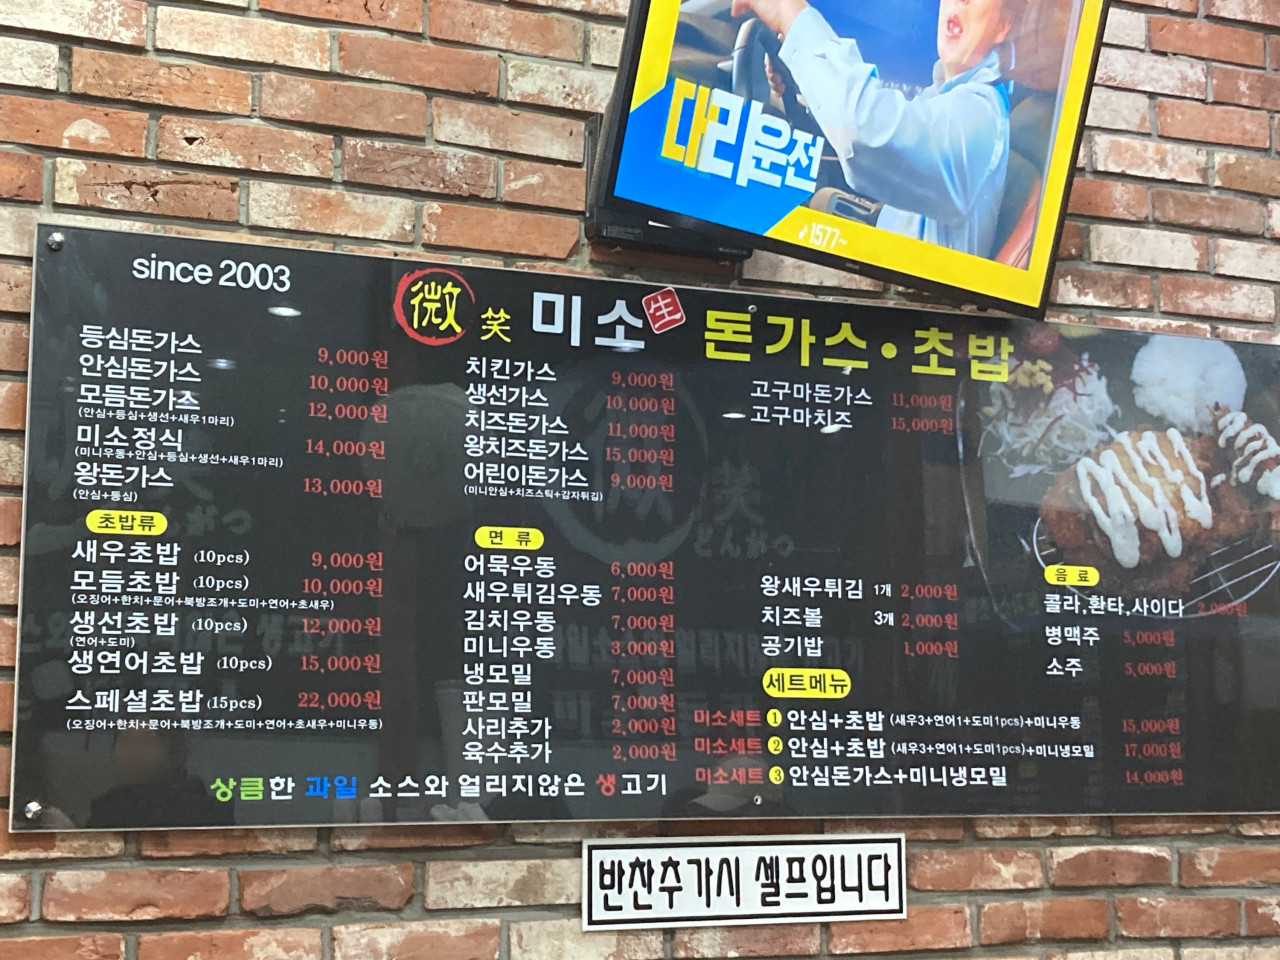 대리운전
♪1577~
since 2003
微笑 미소 生 돈가스·초밥
등심돈가스 9,000원
안심돈가스 10,000원
모듬돈가스 12,000원
(안심+등심+생선+새우1마리)
미소정식 14,000원
(미니우동+안심+등심+생선+새우1마리)
왕돈가스 13,000원
(안심+등심)
초밥류
새우초밥 (10pcs) 9,000원
모듬초밥 (10pcs) 10,000원
(오징어+한치+문어+북방조개+도미+연어+초새우)
생선초밥 (10pcs) 12,000원
(연어+도미)
생연어초밥 (10pcs) 15,000원
스페셜초밥 (15pcs) 22,000원
(오징어+한치+문어+북방조개+도미+연어+초새우+미니우동)
치킨가스 9,000원
생선가스 10,000원
치즈돈가스 11,000원
왕치즈돈가스 15,000원
어린이돈가스 9,000원
(미니안심+치즈스틱+감자튀김)
면 류
어묵우동 6,000원
새우튀김우동 7,000원
김치우동 7,000원
미니우동 3,000원
냉모밀 7,000원
판모밀 7,000원
사리추가 2,000원
육수추가 2,000원
고구마돈가스 11,000원
고구마치즈 15,000원
왕새우튀김 1개 2,000원
치즈볼 3개 2,000원
공기밥 1,000원
음 료
콜라,환타,사이다 2,000원
병맥주 5,000원
소주 5,000원
세트메뉴
미소세트 1 안심+초밥 (새우3+연어1+도미1pcs)+미니우동 15,000원
미소세트 2 안심+초밥 (새우3+연어1+도미1pcs)+미니냉모밀 17,000원
미소세트 3 안심돈가스+미니냉모밀 14,000원
상큼한 과일 소스와 얼리지않은 생고기
반찬추가시 셀프입니다